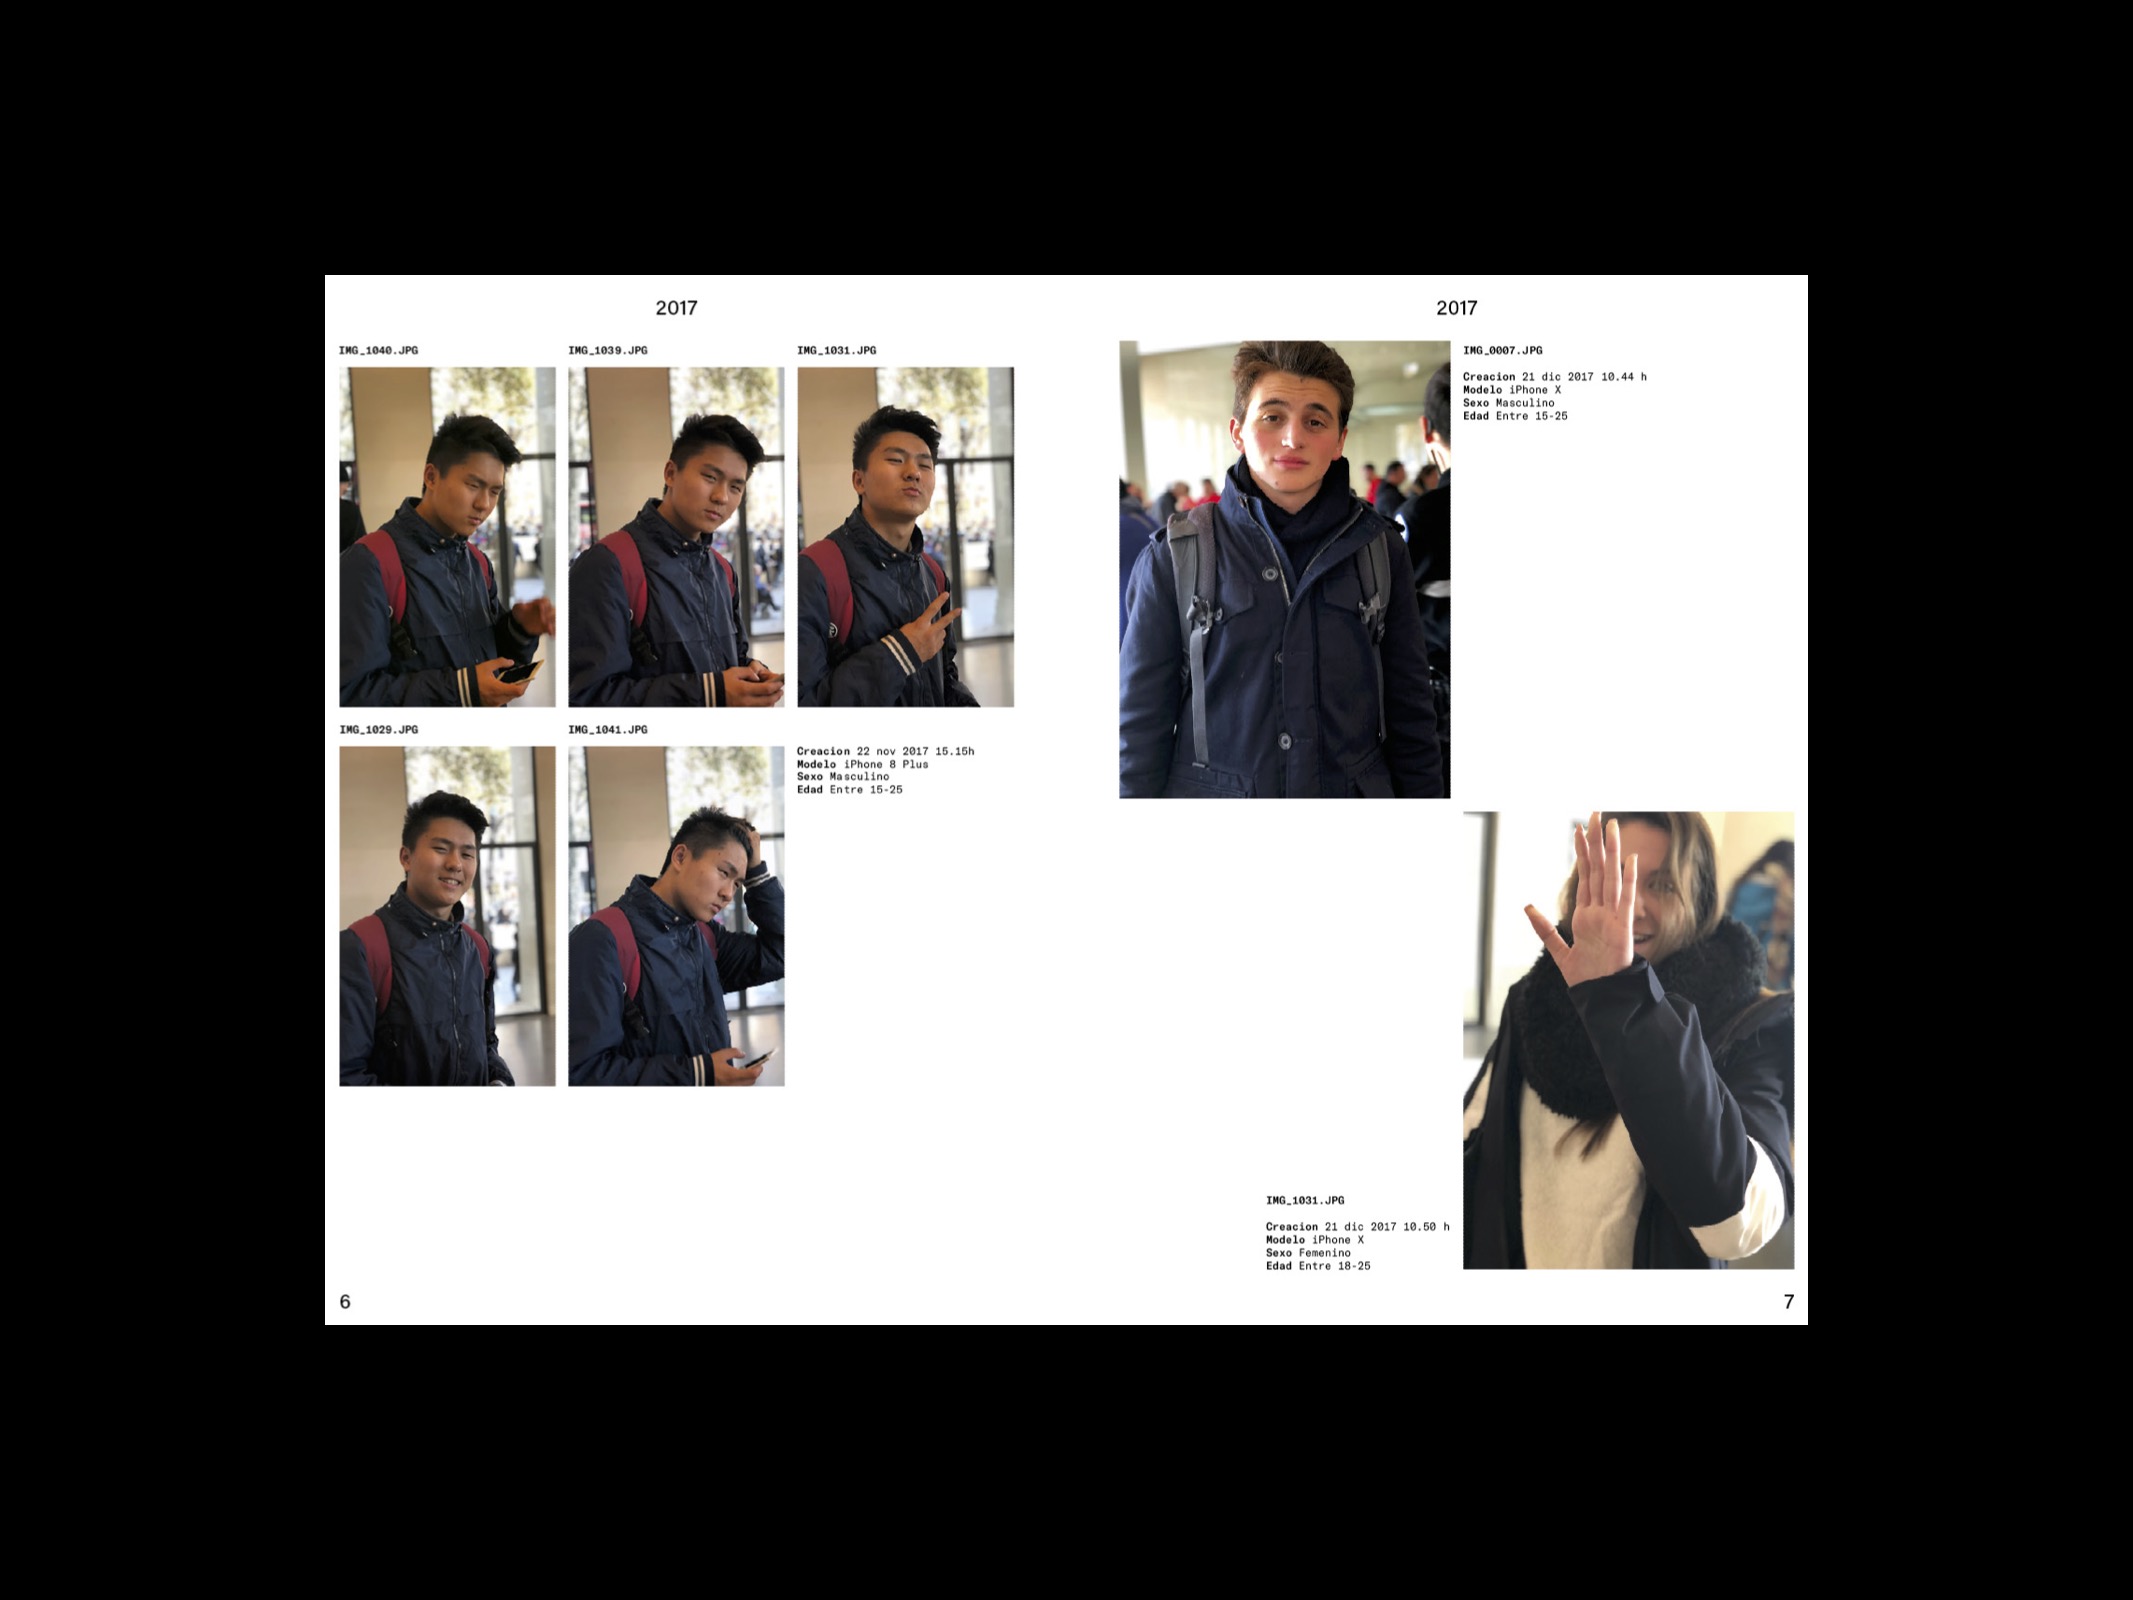 2017
IMG_1040.JPG
IMG_1039.JPG
IMG_1031.JPG
IMG_1029.JPG
IMG_1041.JPG
Creacion 22 nov 2017 15.15h
Modelo iPhone 8 Plus
Sexo Masculino
Edad Entre 15-25
6
2017
IMG_0007.JPG
Creacion 21 dic 2017 10.44 h
Modelo iPhone X
Sexo Masculino
Edad Entre 15-25
IMG_1031.JPG
Creacion 21 dic 2017 10.50 h
Modelo iPhone X
Sexo Femenino
Edad Entre 18-25
7